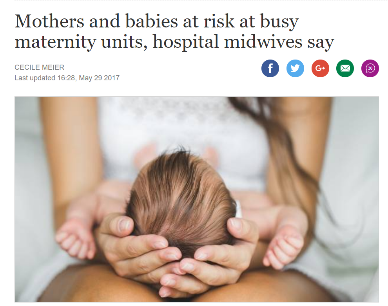 Mothers and babies at risk at busy
maternity units, hospital midwives say
CECILE MEIER
Last updated 16:28, May 29 2017
f
G+